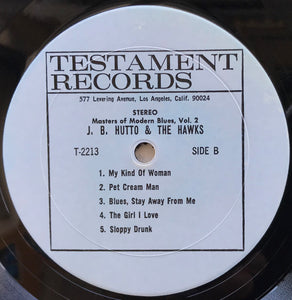 TESTAMENT
RECORDS
577 Levering Avenue, Los Angeles, Calif. 90024
STEREO
Masters of Modern Blues, Vol. 2
J. B. HUTTO & THE HAWKS
T-2213 SIDE B
1. My Kind Of Woman
2. Pet Cream Man
3. Blues, Stay Away From Me
4. The Girl I Love
5. Sloppy Drunk